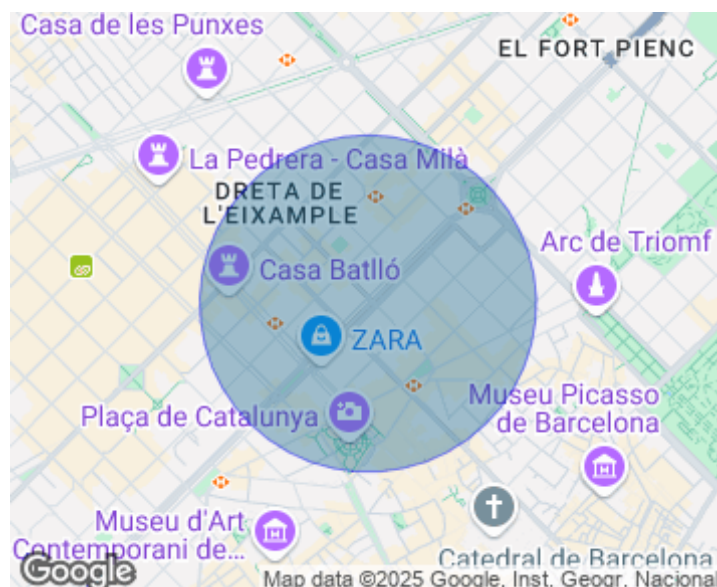 Casa de les Punxes
EL FORT PIENC
La Pedrera - Casa Milà
DRETA DE
L'EIXAMPLE
Arc de Triomf
Casa Batlló
ZARA
Plaça de Catalunya
Museu Picasso
de Barcelona
Museu d'Art
Contemporani de...
Catedral de Barcelona
Google
Map data ©2025 Google, Inst. Geogr. Naciona